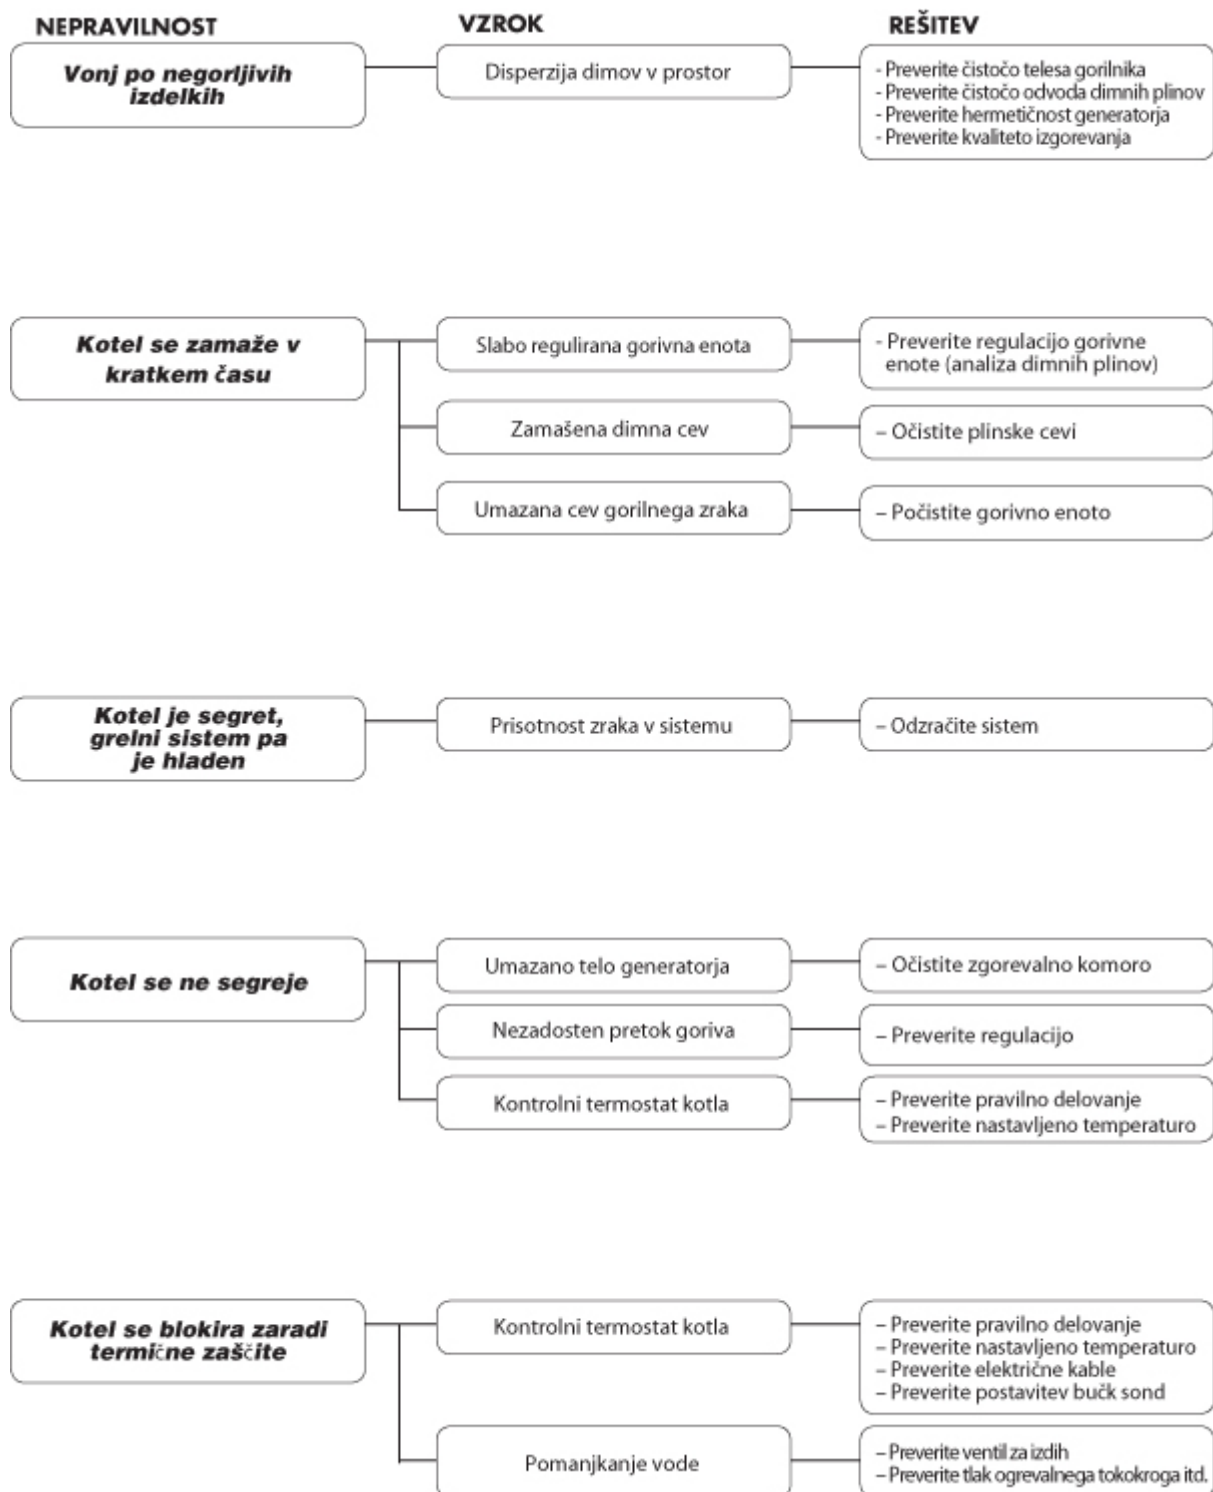 NEPRAVILNOST
VZROK
REŠITEV
Vonj po negorljivih
izdelkih
Disperzija dimov v prostor
- Preverite čistočo telesa gorilnika
- Preverite čistočo odvoda dimnih plinov
- Preverite hermetičnost generatorja
- Preverite kvaliteto izgorevanja
Kotel se zamaže v
kratkem času
Slabo regulirana gorivna enota
- Preverite regulacijo gorivne
enote (analiza dimnih plinov)
Zamašena dimna cev
– Očistite plinske cevi
Umazana cev gorilnega zraka
– Počistite gorivno enoto
Kotel je segret,
grelni sistem pa
je hladen
Prisotnost zraka v sistemu
– Odzračite sistem
Kotel se ne segreje
Umazano telo generatorja
– Očistite zgorevalno komoro
Nezadosten pretok goriva
– Preverite regulacijo
Kontrolni termostat kotla
– Preverite pravilno delovanje
– Preverite nastavljeno temperaturo
Kotel se blokira zaradi
termične zaščite
Kontrolni termostat kotla
– Preverite pravilno delovanje
– Preverite nastavljeno temperaturo
– Preverite električne kable
– Preverite postavitev bučk sond
Pomanjkanje vode
– Preverite ventil za izdih
– Preverite tlak ogrevalnega tokokroga itd.